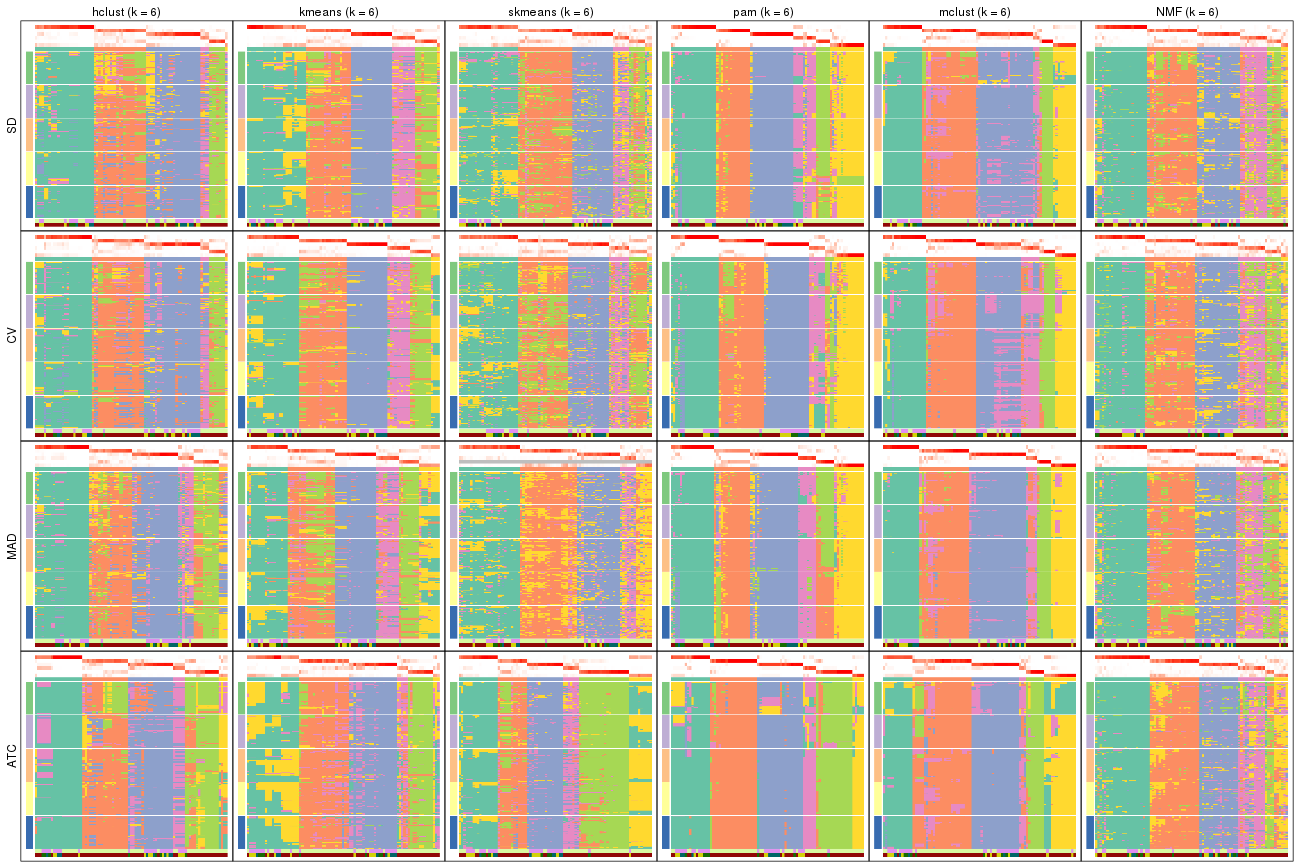 hclust (k = 6)
kmeans (k = 6)
skmeans (k = 6)
pam (k = 6)
mclust (k = 6)
NMF (k = 6)
SD
CV
MAD
ATC